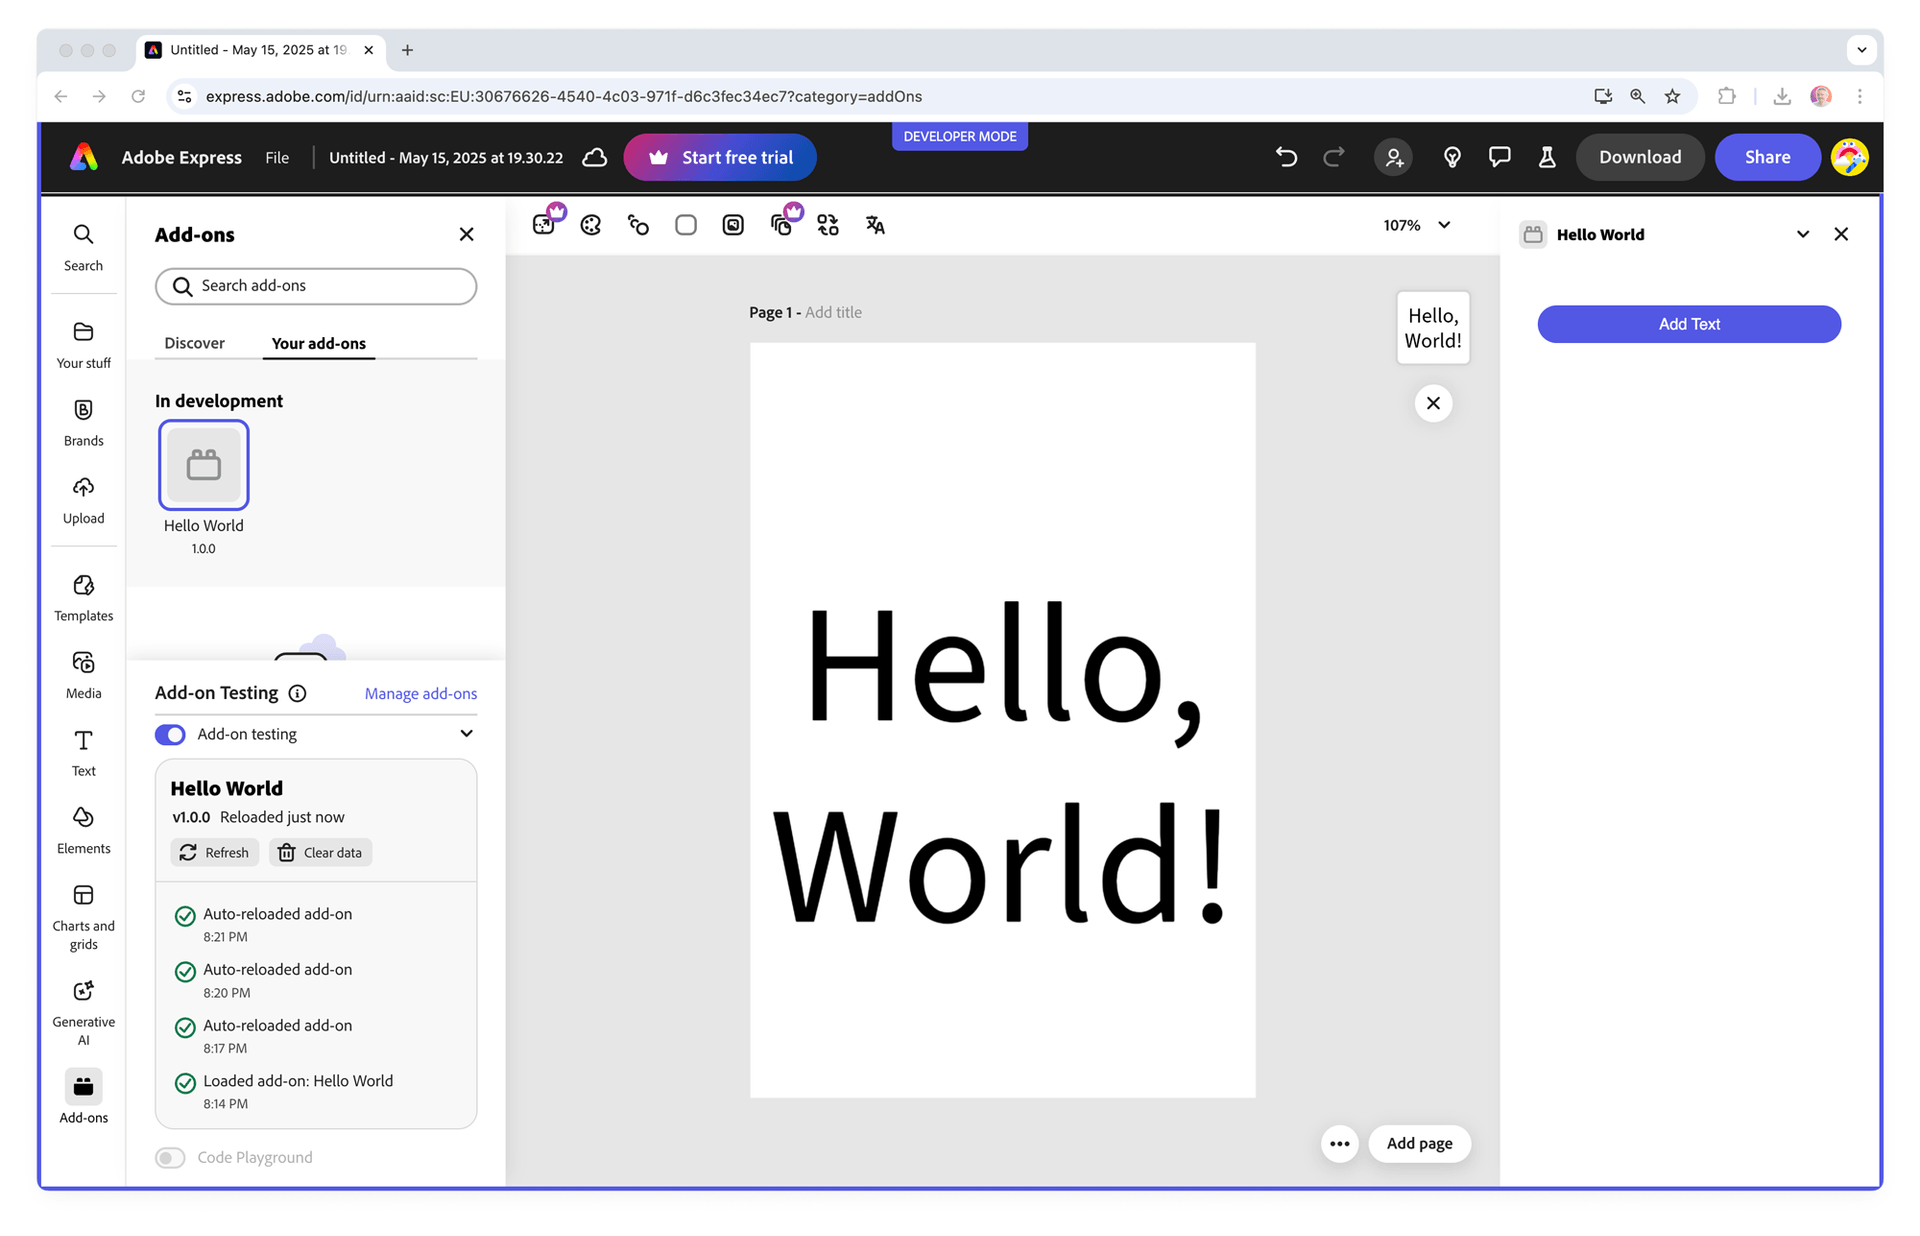 Untitled - May 15, 2025 at 19
express.adobe.com/id/urn:aaid:sc:EU:30676626-4540-4c03-971f-d6c3fec34ec7?category=addOns
DEVELOPER MODE
Adobe Express
File
Untitled - May 15, 2025 at 19.30.22
Start free trial
Download
Share
Search
Your stuff
B
Brands
Upload
Templates
Media
Text
Elements
Charts and
grids
Generative
AI
Add-ons
Add-ons
Search add-ons
Discover
Your add-ons
In development
Hello World
1.0.0
Add-on Testing
Manage add-ons
Add-on testing
Hello World
v1.0.0 Reloaded just now
Refresh
Clear data
Auto-reloaded add-on
8:21 PM
Auto-reloaded add-on
8:20 PM
Auto-reloaded add-on
8:17 PM
Loaded add-on: Hello World
8:14 PM
Code Playground
107%
Page 1 - Add title
Hello,
World!
Hello,
World!
Add page
Hello World
Add Text